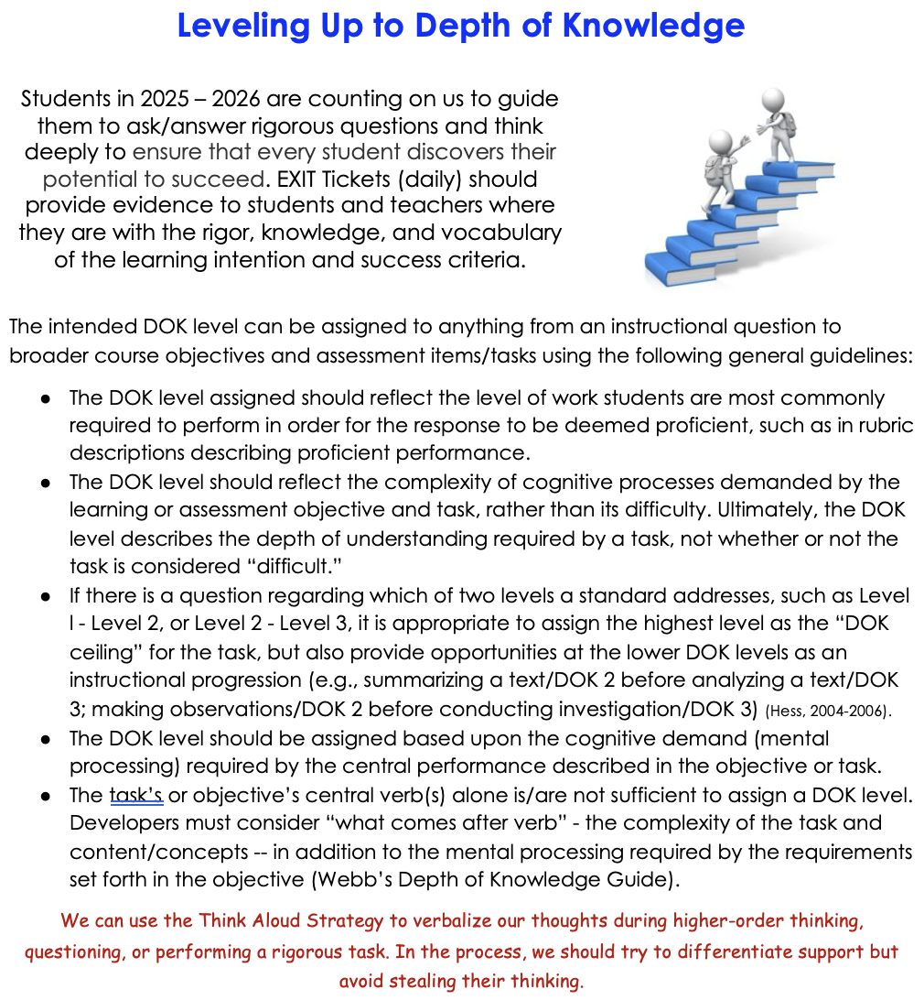 Leveling Up to Depth of Knowledge
Students in 2025 – 2026 are counting on us to guide
them to ask/answer rigorous questions and think
deeply to ensure that every student discovers their
potential to succeed. EXIT Tickets (daily) should
provide evidence to students and teachers where
they are with the rigor, knowledge, and vocabulary
of the learning intention and success criteria.
The intended DOK level can be assigned to anything from an instructional question to
broader course objectives and assessment items/tasks using the following general guidelines:
● The DOK level assigned should reflect the level of work students are most commonly
required to perform in order for the response to be deemed proficient, such as in rubric
descriptions describing proficient performance.
● The DOK level should reflect the complexity of cognitive processes demanded by the
learning or assessment objective and task, rather than its difficulty. Ultimately, the DOK
level describes the depth of understanding required by a task, not whether or not the
task is considered “difficult.”
● If there is a question regarding which of two levels a standard addresses, such as Level
l - Level 2, or Level 2 - Level 3, it is appropriate to assign the highest level as the “DOK
ceiling” for the task, but also provide opportunities at the lower DOK levels as an
instructional progression (e.g., summarizing a text/DOK 2 before analyzing a text/DOK
3; making observations/DOK 2 before conducting investigation/DOK 3) (Hess, 2004-2006).
● The DOK level should be assigned based upon the cognitive demand (mental
processing) required by the central performance described in the objective or task.
● The task’s or objective’s central verb(s) alone is/are not sufficient to assign a DOK level.
Developers must consider “what comes after verb” - the complexity of the task and
content/concepts -- in addition to the mental processing required by the requirements
set forth in the objective (Webb’s Depth of Knowledge Guide).
We can use the Think Aloud Strategy to verbalize our thoughts during higher-order thinking,
questioning, or performing a rigorous task. In the process, we should try to differentiate support but
avoid stealing their thinking.